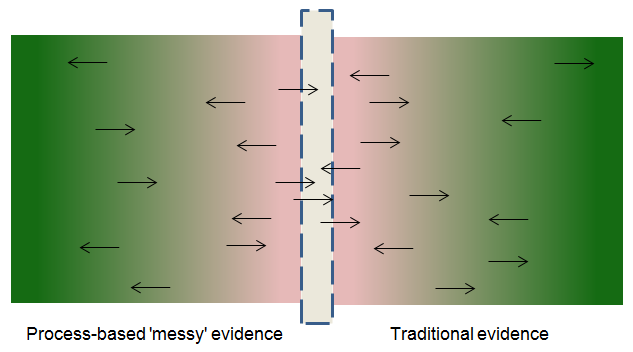 Process-based 'messy' evidence
Traditional evidence